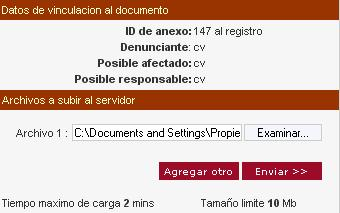 Datos de vinculacion al documento
ID de anexo: 147 al registro
Denunciante: cv
Posible afectado: cv
Posible responsable: cv
Archivos a subir al servidor
Archivo 1 : C:\Documents and Settings\Propie Examinar...
Agregar otro Enviar >>
Tiempo maximo de carga 2 mins Tamaño limite 10 Mb